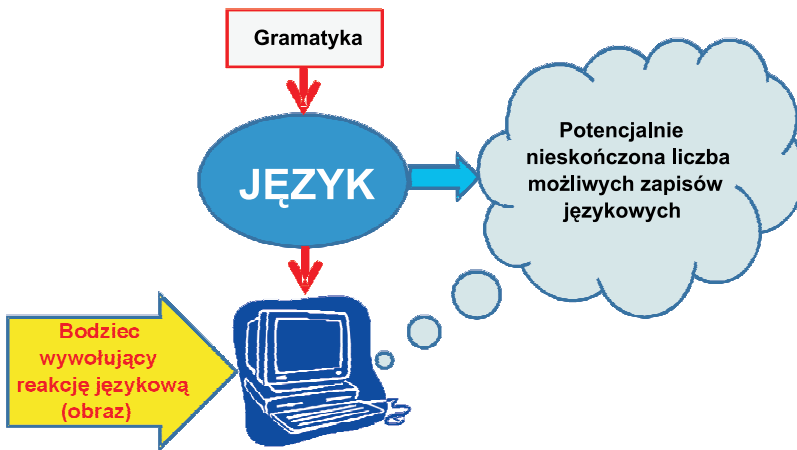 Gramatyka
JĘZYK
Potencjalnie
nieskończona liczba
możliwych zapisów
językowych
Bodziec
wywołujący
reakcję językową
(obraz)